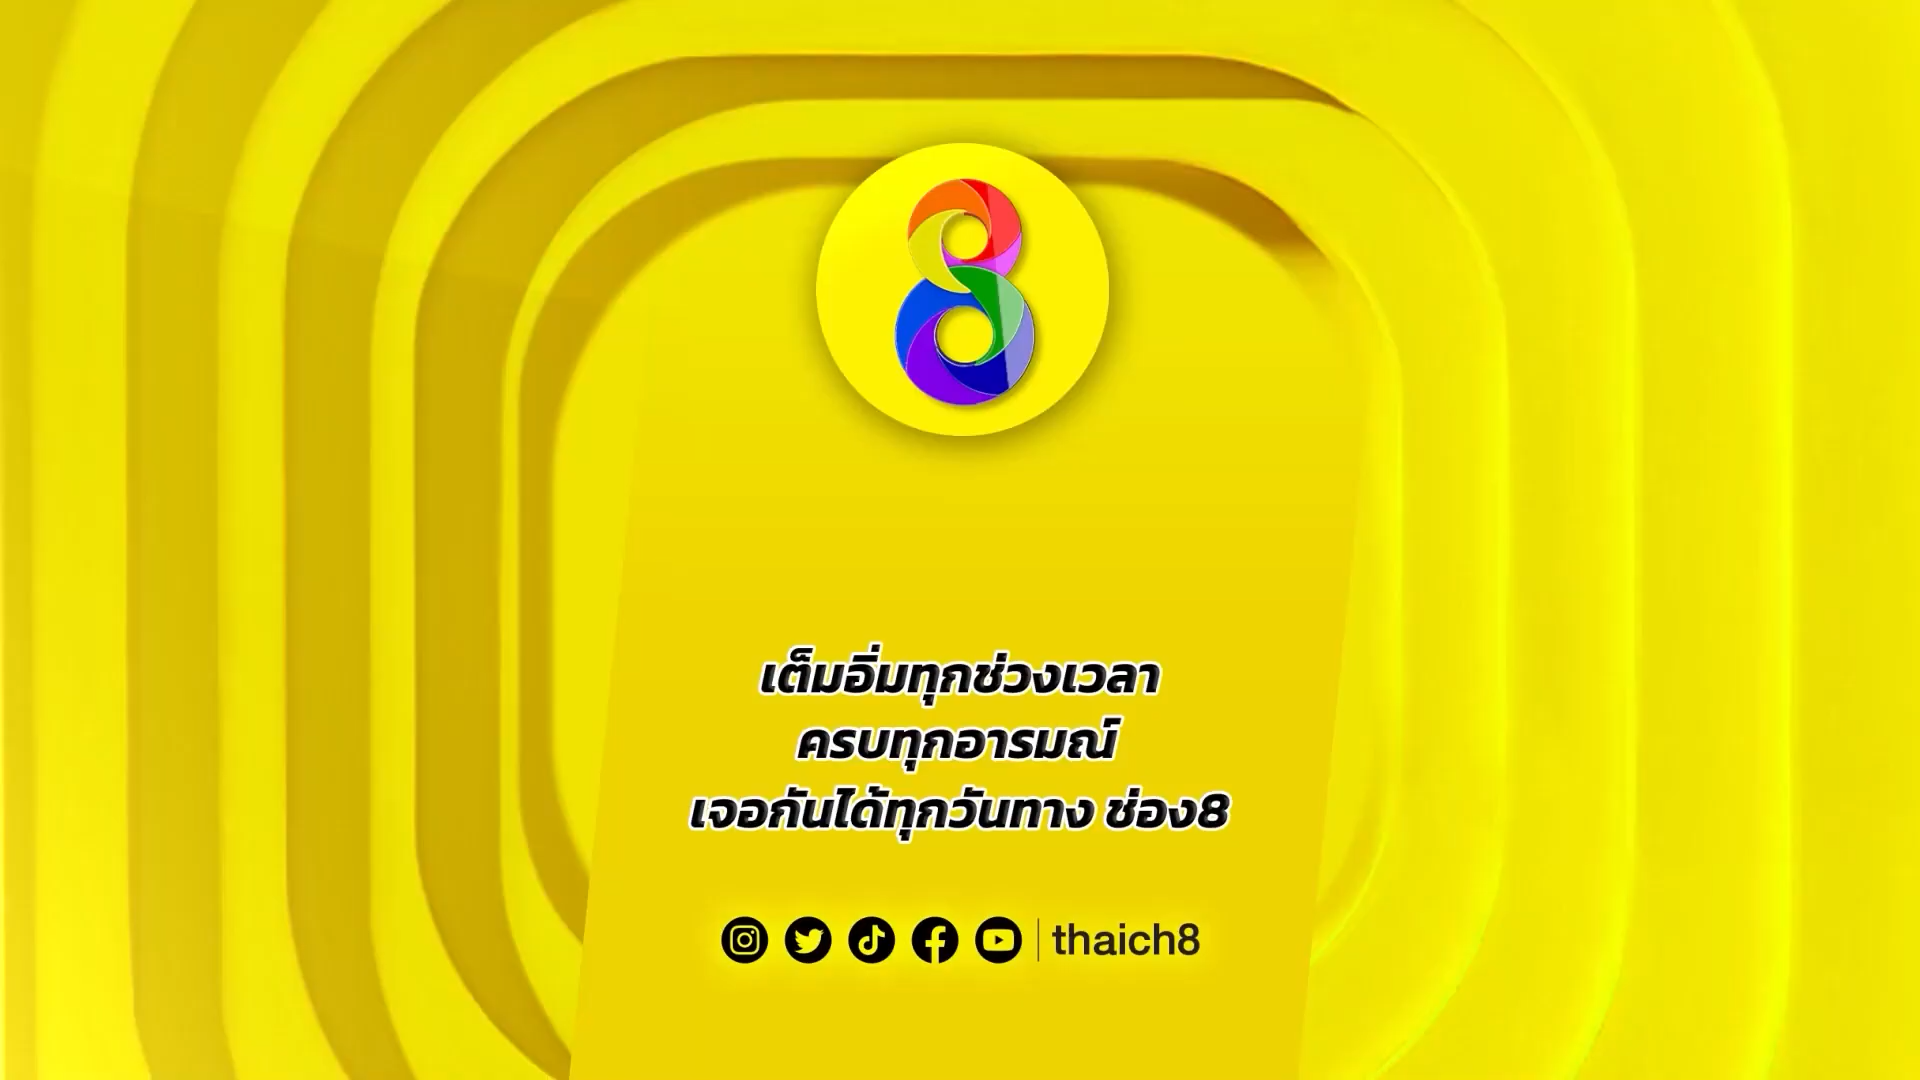 8
เต็มอิ่มทุกช่วงเวลา
ครบทุกอารมณ์
เจอกันได้ทุกวันทาง ช่อง8
thaich8